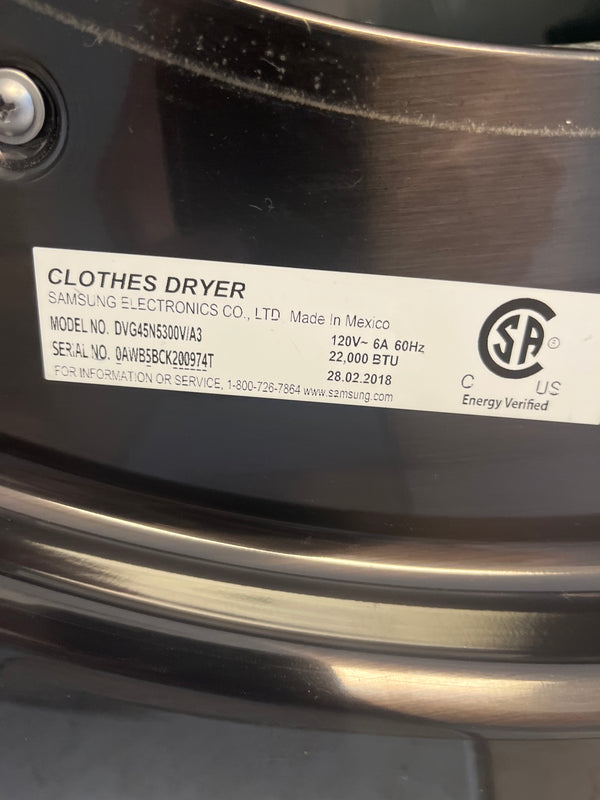 CLOTHES DRYER
SAMSUNG ELECTRONICS CO., LTD Made In Mexico
MODEL NO. DVG45N5300V/A3 120V~ 6A 60Hz
SERIAL NO. 0AWB5BCK200974T 22,000 BTU
28.02.2018
FOR INFORMATION OR SERVICE, 1-800-726-7864 www.samsung.com
SA ®
C US
Energy Verified